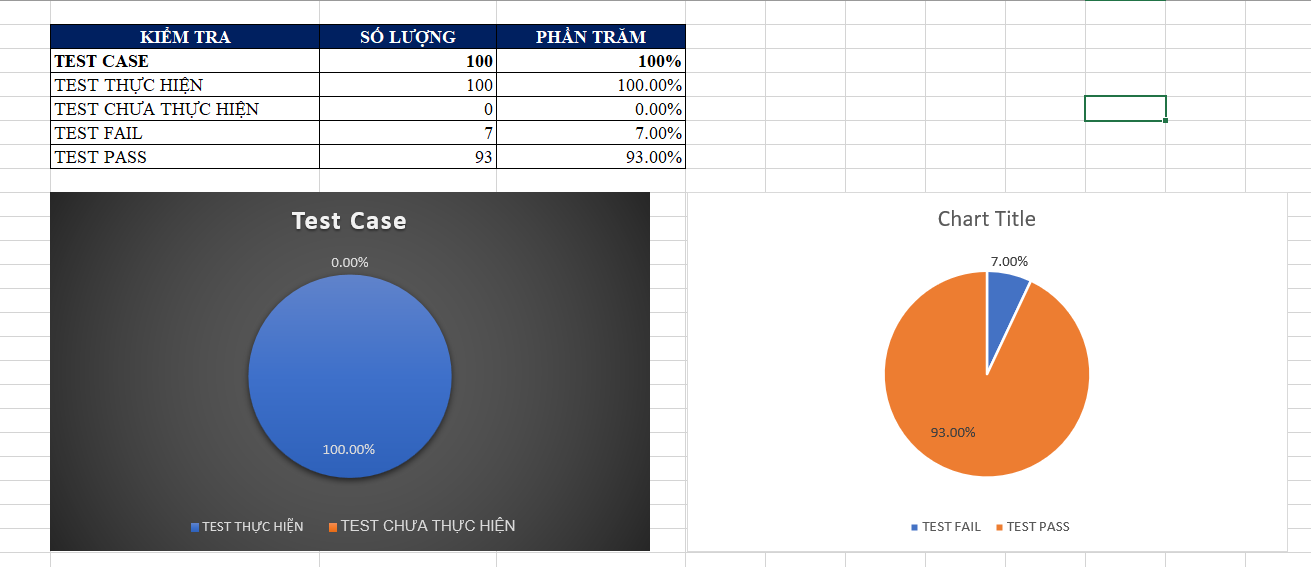 KIỂM TRA SỐ LƯỢNG PHẦN TRĂM
TEST CASE 100 100%
TEST THỰC HIỆN 100 100.00%
TEST CHƯA THỰC HIỆN 0 0.00%
TEST FAIL 7 7.00%
TEST PASS 93 93.00%
Test Case
0.00%
100.00%
TEST THỰC HIỆN TEST CHƯA THỰC HIỆN
Chart Title
7.00%
93.00%
TEST FAIL TEST PASS